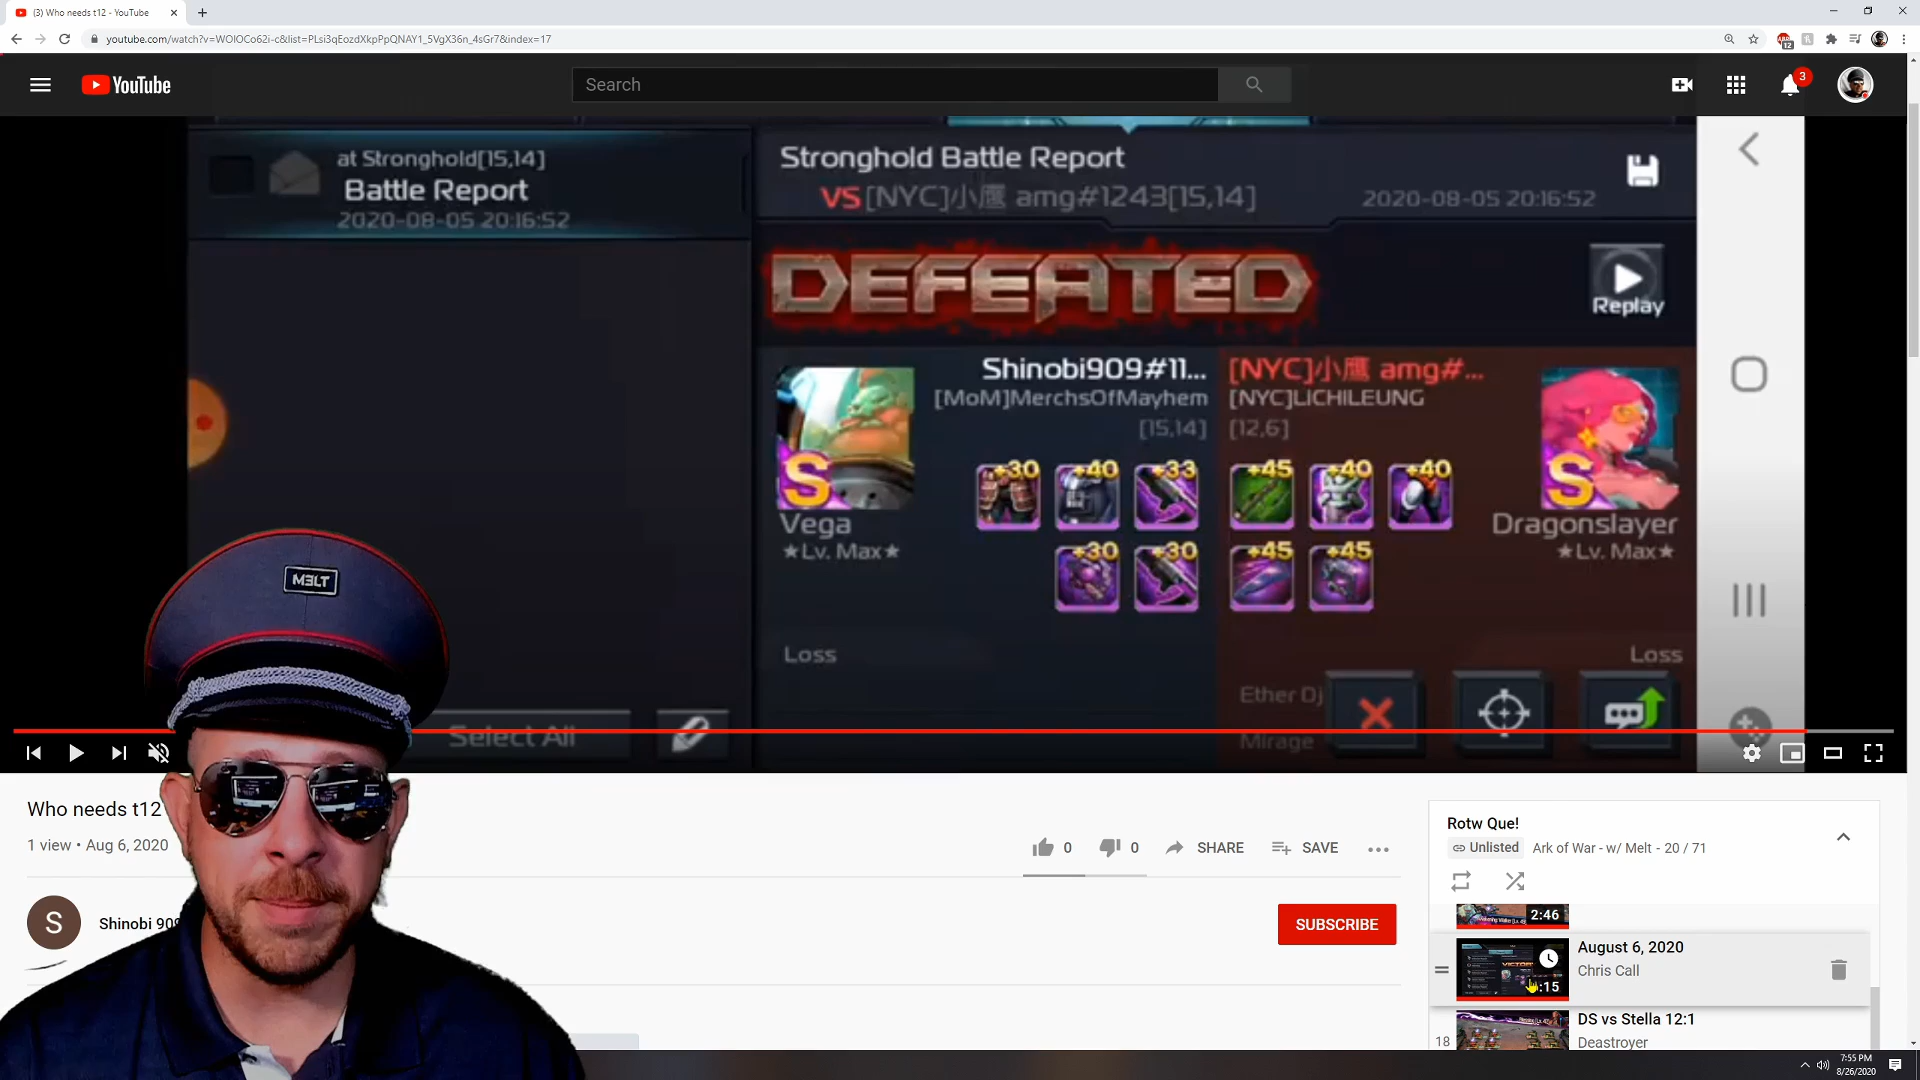 (3) Who needs t12 - YouTube
youtube.com/watch?v=WOlOCo62i-c&list=PLsi3qEozdXkpPpQNAY1_5VgX36n_4sGr7&index=17
12
YouTube
Search
3
at Stronghold[15,14]
Battle Report
2020-08-05 20:16:52
Stronghold Battle Report
VS [NYC]小鷹 amg#1243[15,14]
2020-08-05 20:16:52
DEFEATED
Replay
Shinobi909#11...
[MoM]MerchsOfMayhem
[15,14]
[NYC]小鷹 amg#...
[NYC]LICHILEUNG
[12,6]
S
Vega
★Lv. Max★
+30 +40 +33
+30 +30
+45 +40 +40
+45 +45
S
Dragonslayer
★Lv. Max★
Loss
Loss
Ether Dj
Mirage
Select All
MELT
Who needs t12
1 view • Aug 6, 2020
0
0
SHARE
SAVE
S
Shinobi 909
SUBSCRIBE
Rotw Que!
Unlisted
Ark of War - w/ Melt - 20 / 71
2:46
August 6, 2020
Chris Call
:15
18
DS vs Stella 12:1
Deastroyer
7:55 PM
8/26/2020